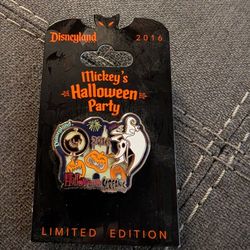 Disneyland 2016
Mickey's
Halloween
Party
LIMITED EDITION